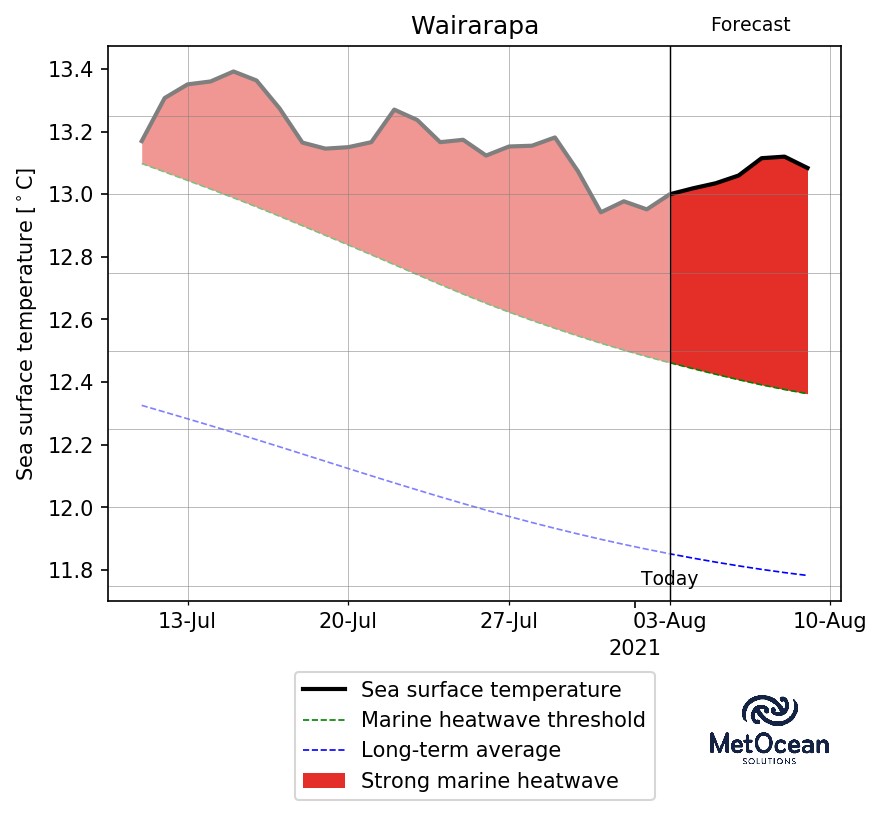 Wairarapa
Forecast
Sea surface temperature [°C]
13.4
13.2
13.0
12.8
12.6
12.4
12.2
12.0
11.8
Today
13-Jul 20-Jul 27-Jul 03-Aug 10-Aug
2021
Sea surface temperature
Marine heatwave threshold
Long-term average
Strong marine heatwave
MetOcean
SOLUTIONS